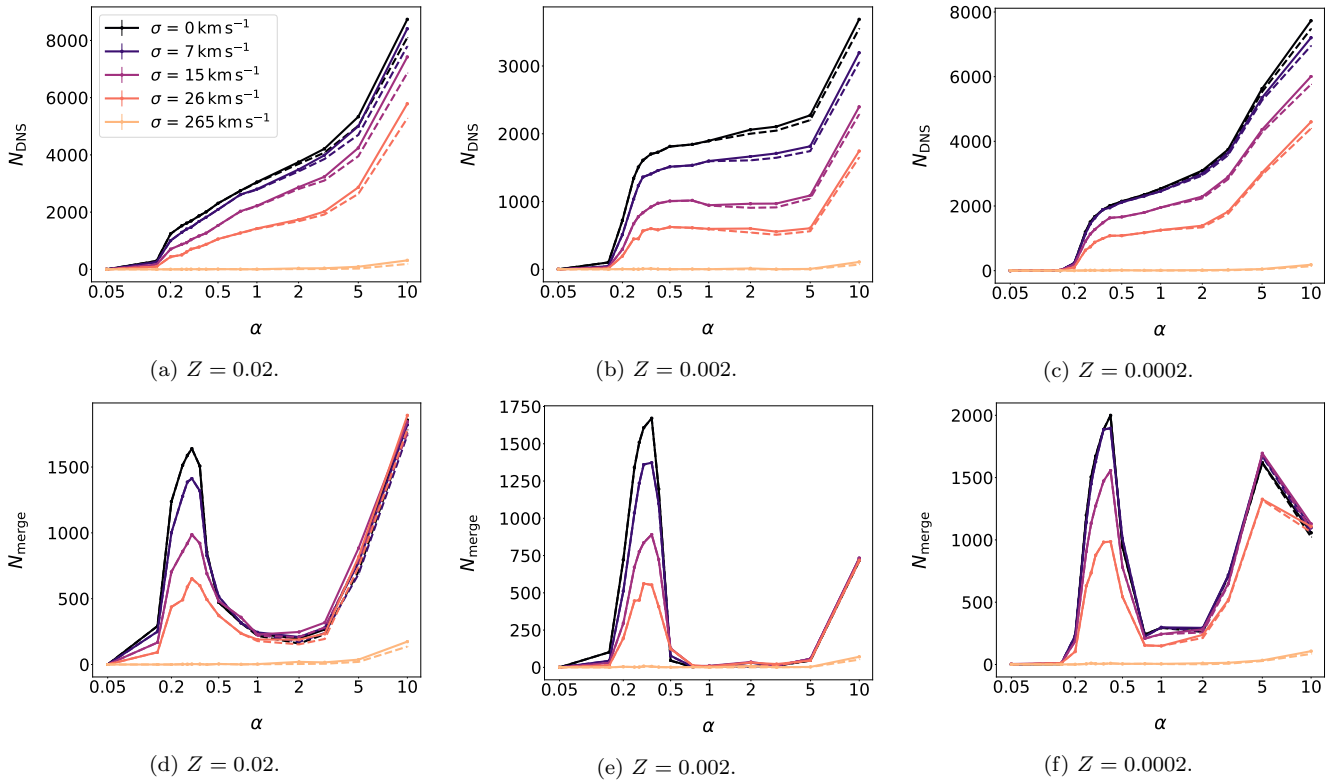 σ = 0 km s⁻¹
σ = 7 km s⁻¹
σ = 15 km s⁻¹
σ = 26 km s⁻¹
σ = 265 km s⁻¹
N_DNS
8000
6000
4000
2000
0
0.05 0.2 0.5 1 2 5 10
α
(a) Z = 0.02.
N_DNS
3000
2000
1000
0
0.05 0.2 0.5 1 2 5 10
α
(b) Z = 0.002.
N_DNS
8000
6000
4000
2000
0
0.05 0.2 0.5 1 2 5 10
α
(c) Z = 0.0002.
N_merge
1500
1000
500
0
0.05 0.2 0.5 1 2 5 10
α
(d) Z = 0.02.
N_merge
1750
1500
1250
1000
750
500
250
0
0.05 0.2 0.5 1 2 5 10
α
(e) Z = 0.002.
N_merge
2000
1500
1000
500
0
0.05 0.2 0.5 1 2 5 10
α
(f) Z = 0.0002.